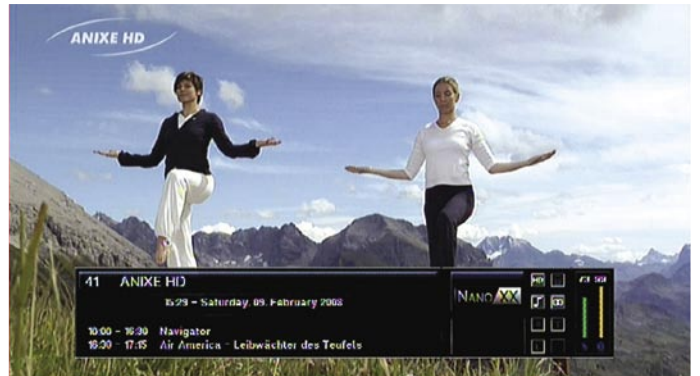 ANIXE HD
41 ANIXE HD
15:29 - Saturday, 09. February 2008
NANO XX
HD
10:00 - 16:30 Navigator
16:30 - 17:15 Air America - Leibwächter des Teufels